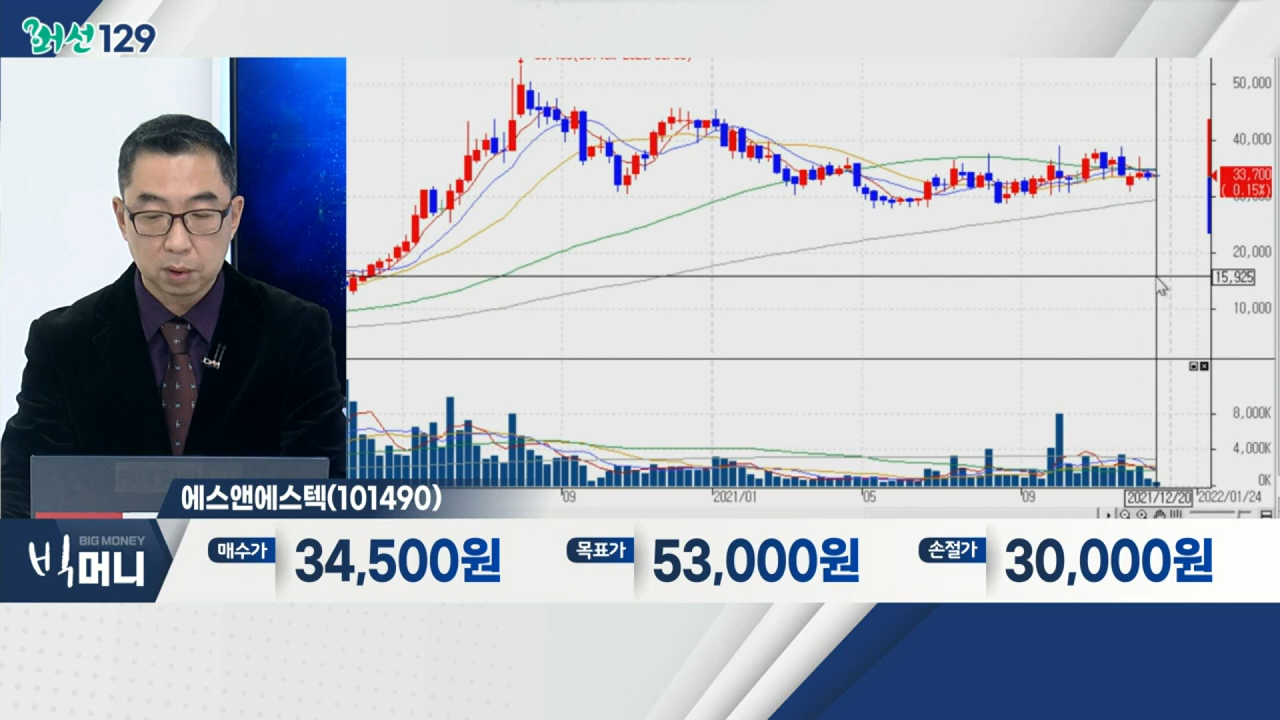 머선129
50,000
40,000
33,700
( 0,15%)
30,000
20,000
15,925
10,000
8,000K
4,000K
0K
09
2021/01
05
09
2021/12/20
2022/01/24
에스앤에스텍(101490)
BIG MONEY
빅머니
매수가
34,500원
목표가
53,000원
손절가
30,000원